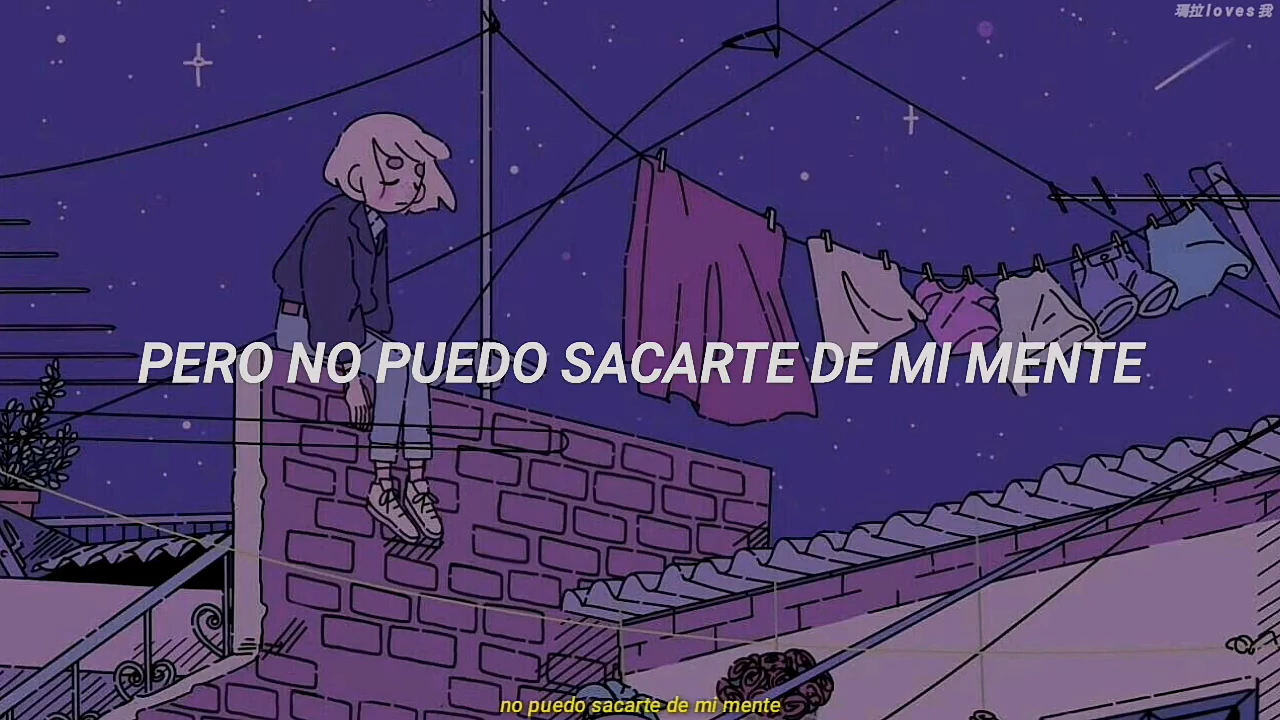 瑪拉loves我
PERO NO PUEDO SACARTE DE MI MENTE
no puedo sacarte de mi mente